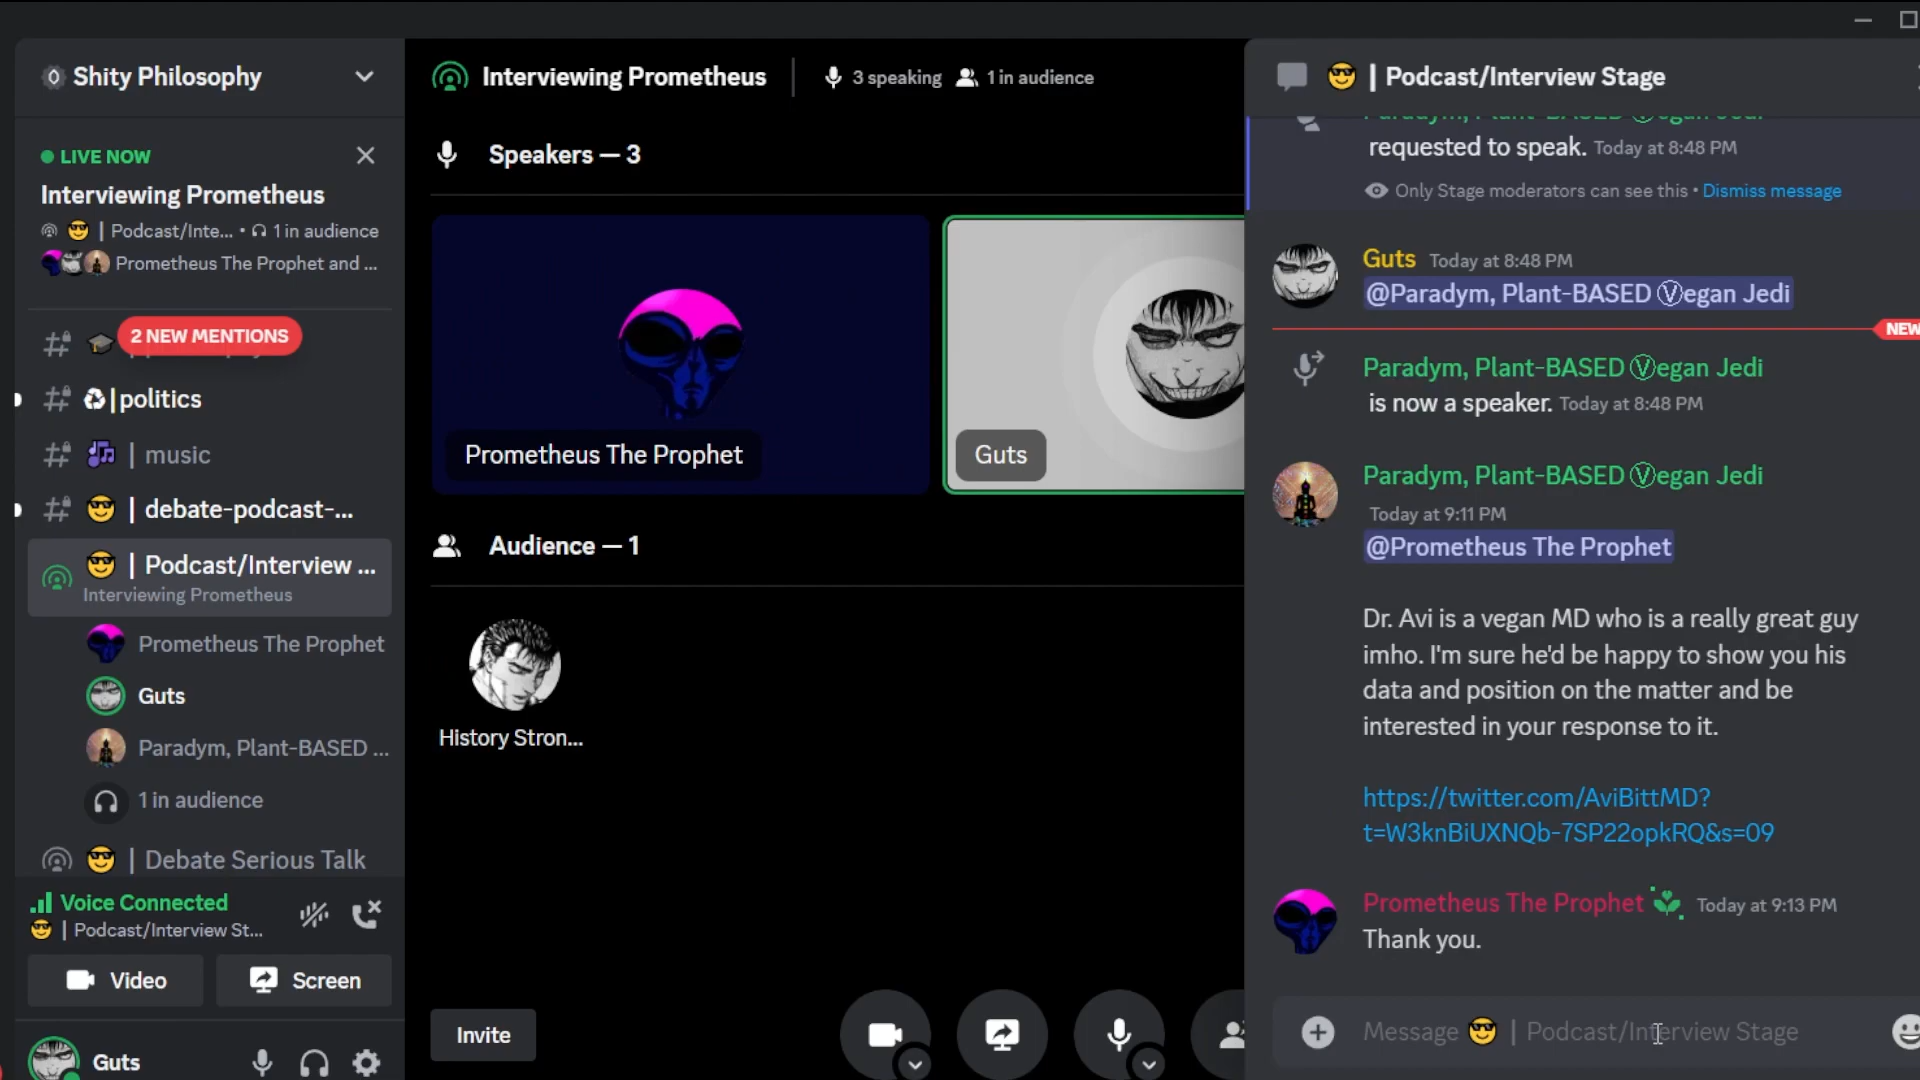 Shity Philosophy
LIVE NOW
Interviewing Prometheus
| Podcast/Inte... • 1 in audience
Prometheus The Prophet and ...
2 NEW MENTIONS
|politics
| music
| debate-podcast-...
| Podcast/Interview ...
Interviewing Prometheus
Prometheus The Prophet
Guts
Paradym, Plant-BASED ...
1 in audience
| Debate Serious Talk
Voice Connected
| Podcast/Interview St...
Video
Screen
Guts
Interviewing Prometheus
3 speaking
1 in audience
Speakers — 3
Prometheus The Prophet
Guts
Audience — 1
History Stron...
Invite
| Podcast/Interview Stage
Paradym, Plant-BASED Ⓥegan Jedi
requested to speak. Today at 8:48 PM
Only Stage moderators can see this • Dismiss message
Guts Today at 8:48 PM
@Paradym, Plant-BASED Ⓥegan Jedi
NEW
Paradym, Plant-BASED Ⓥegan Jedi
is now a speaker. Today at 8:48 PM
Paradym, Plant-BASED Ⓥegan Jedi
Today at 9:11 PM
@Prometheus The Prophet
Dr. Avi is a vegan MD who is a really great guy
imho. I'm sure he'd be happy to show you his
data and position on the matter and be
interested in your response to it.
https://twitter.com/AviBittMD?
t=W3knBiUXNQb-7SP22opkRQ&s=09
Prometheus The Prophet Today at 9:13 PM
Thank you.
Message | Podcast/Interview Stage